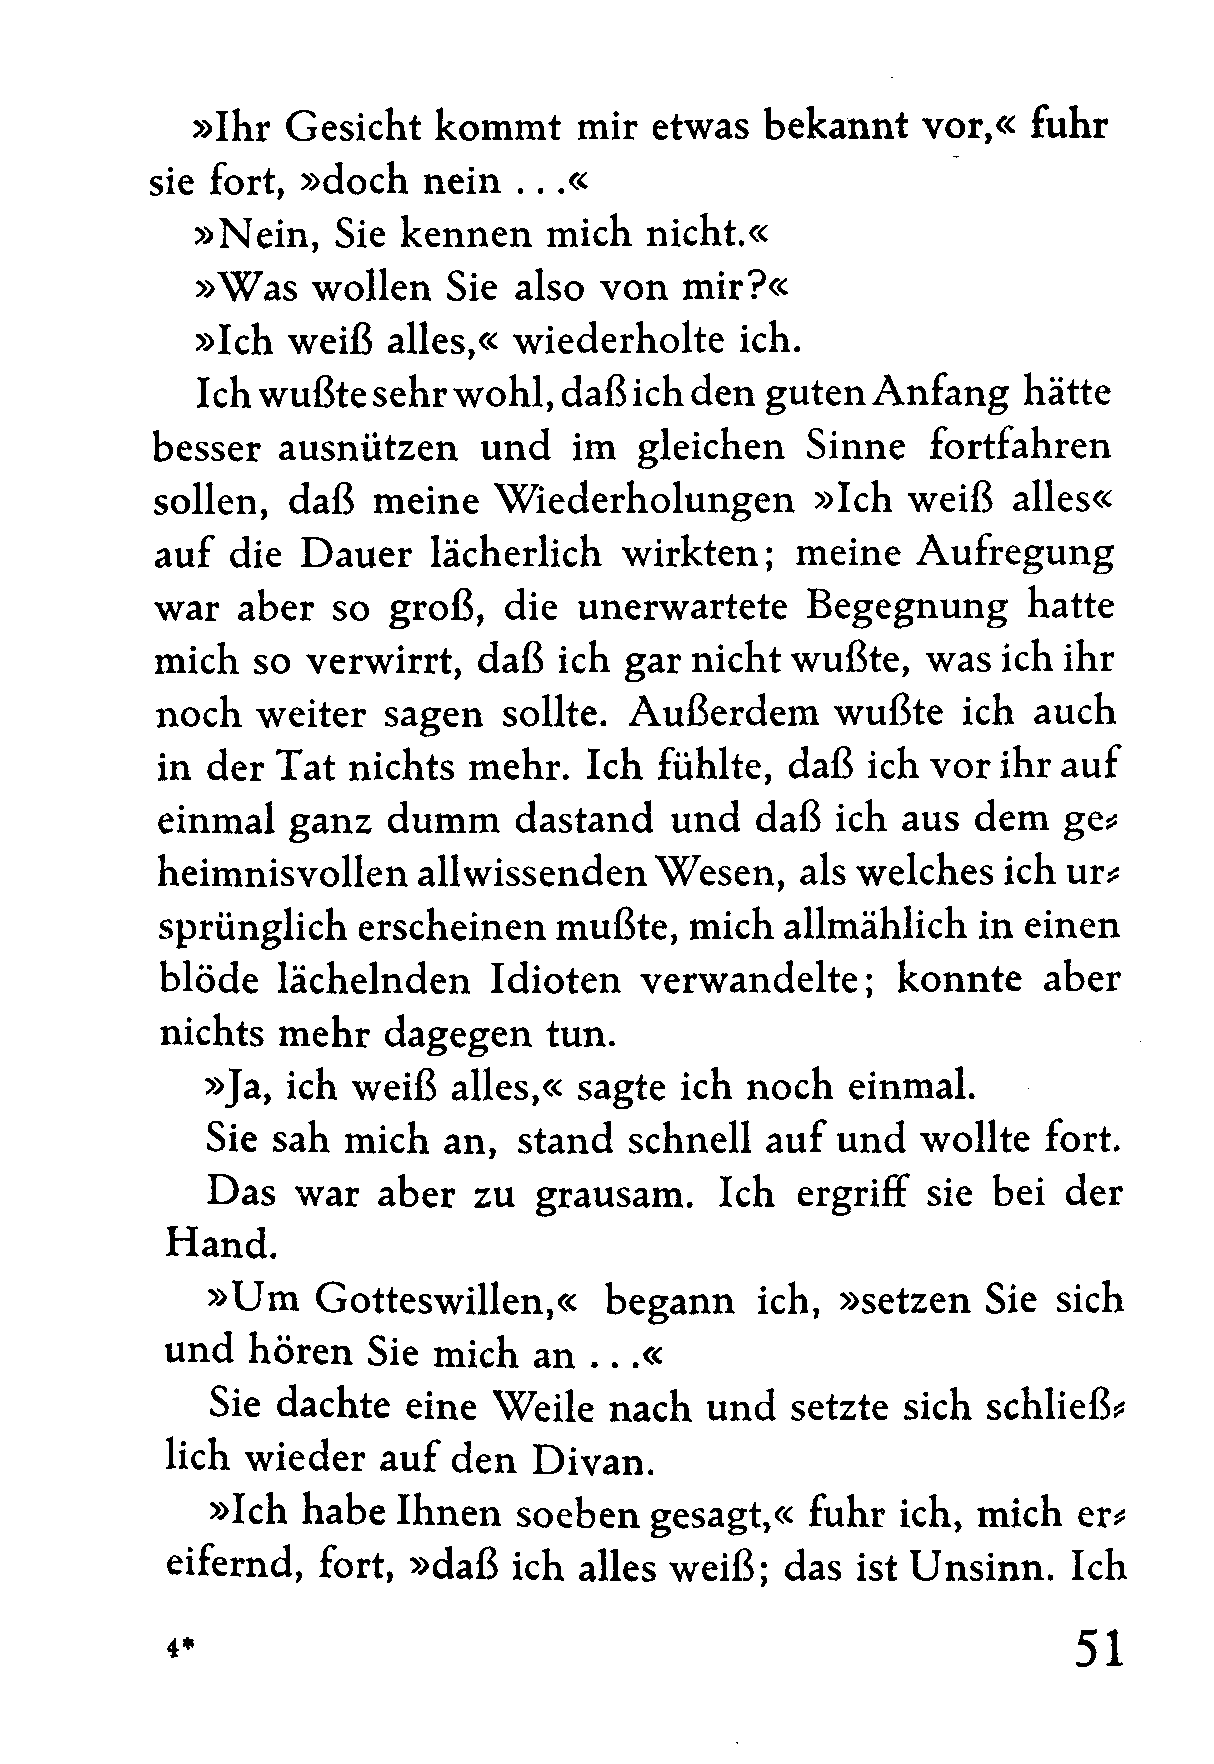 »Ihr Gesicht kommt mir etwas bekannt vor,« fuhr
sie fort, »doch nein . . .«
»Nein, Sie kennen mich nicht.«
»Was wollen Sie also von mir?«
»Ich weiß alles,« wiederholte ich.
Ich wußte sehr wohl, daß ich den guten Anfang hätte
besser ausnützen und im gleichen Sinne fortfahren
sollen, daß meine Wiederholungen »Ich weiß alles«
auf die Dauer lächerlich wirkten; meine Aufregung
war aber so groß, die unerwartete Begegnung hatte
mich so verwirrt, daß ich gar nicht wußte, was ich ihr
noch weiter sagen sollte. Außerdem wußte ich auch
in der Tat nichts mehr. Ich fühlte, daß ich vor ihr auf
einmal ganz dumm dastand und daß ich aus dem ge⸗
heimnisvollen allwissenden Wesen, als welches ich ur⸗
sprünglich erscheinen mußte, mich allmählich in einen
blöde lächelnden Idioten verwandelte; konnte aber
nichts mehr dagegen tun.
»Ja, ich weiß alles,« sagte ich noch einmal.
Sie sah mich an, stand schnell auf und wollte fort.
Das war aber zu grausam. Ich ergriff sie bei der
Hand.
»Um Gotteswillen,« begann ich, »setzen Sie sich
und hören Sie mich an . . .«
Sie dachte eine Weile nach und setzte sich schließ⸗
lich wieder auf den Divan.
»Ich habe Ihnen soeben gesagt,« fuhr ich, mich er⸗
eifernd, fort, »daß ich alles weiß; das ist Unsinn. Ich
4* 51